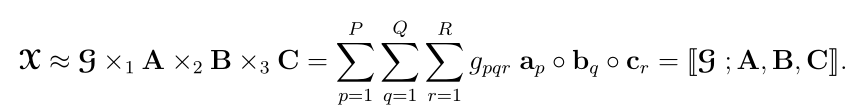 𝓧 ≈ 𝓖 ×₁ 𝐀 ×₂ 𝐁 ×₃ 𝐂 = ∑_{p=1}^{P} ∑_{q=1}^{Q} ∑_{r=1}^{R} g_{pqr} 𝐚_p ∘ 𝐛_q ∘ 𝐜_r = ⟦𝓖 ; 𝐀, 𝐁, 𝐂⟧.